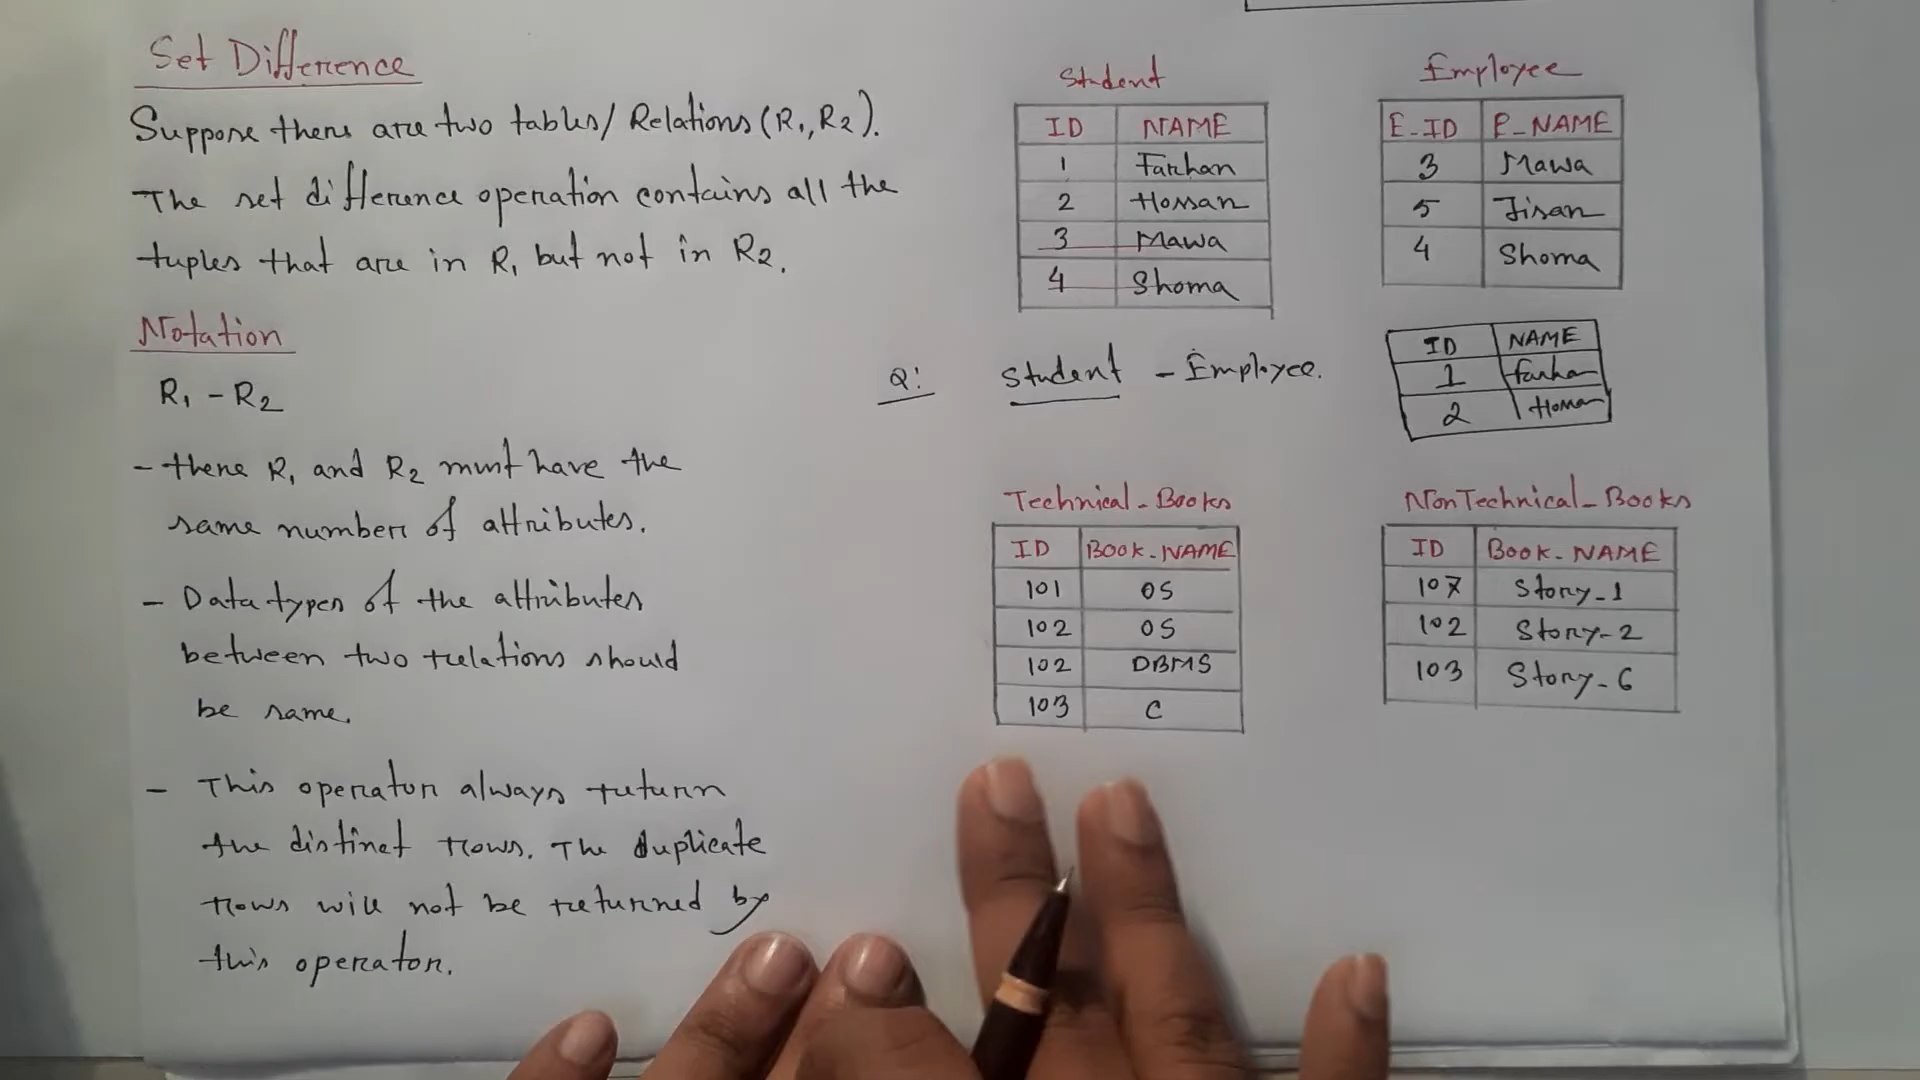 Set Difference
Suppose there are two tables/ Relations (R1, R2).
The set difference operation contains all the
tuples that are in R1 but not in R2.
Notation
R1 - R2
- there R1 and R2 must have the
same number of attributes.
- Data types of the attributes
between two relations should
be same.
- This operator always return
the distinct rows. The duplicate
rows will not be returned by
this operator.
Student
ID NAME
1 Farhan
2 Hossan
3 Mawa
4 Shoma
Employee
E_ID E_NAME
3 Mawa
5 Jisan
4 Shoma
Q: Student - Employee.
ID NAME
1 Farhan
2 Hossan
Technical_Books
ID BOOK_NAME
101 OS
102 OS
102 DBMS
103 C
NonTechnical_Books
ID BOOK_NAME
107 Story_1
102 Story_2
103 Story_6